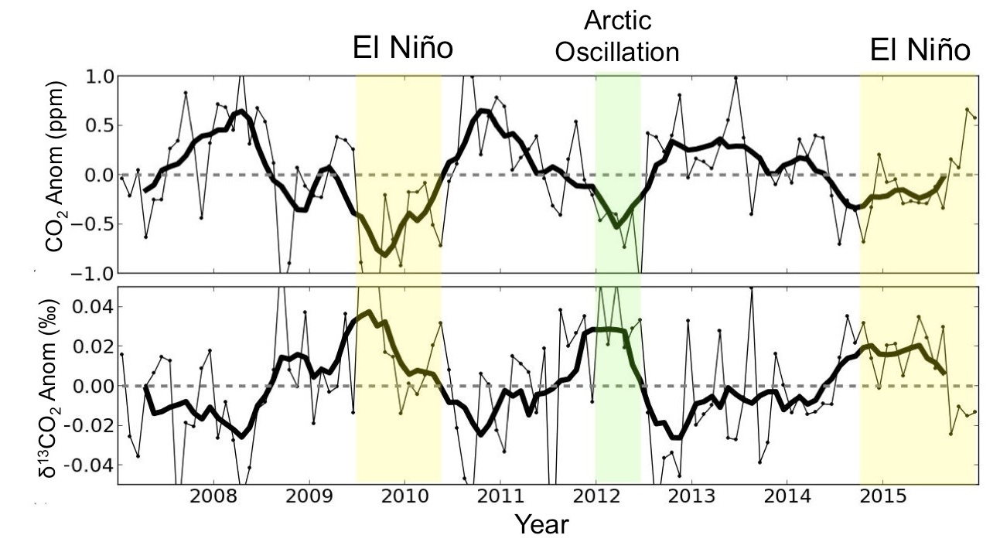 Arctic
El Niño
Oscillation
El Niño
CO2 Anom (ppm)
1.0
0.5
0.0
−0.5
−1.0
δ13CO2 Anom (‰)
0.04
0.02
0.00
-0.02
-0.04
2008 2009 2010 2011 2012 2013 2014 2015
Year